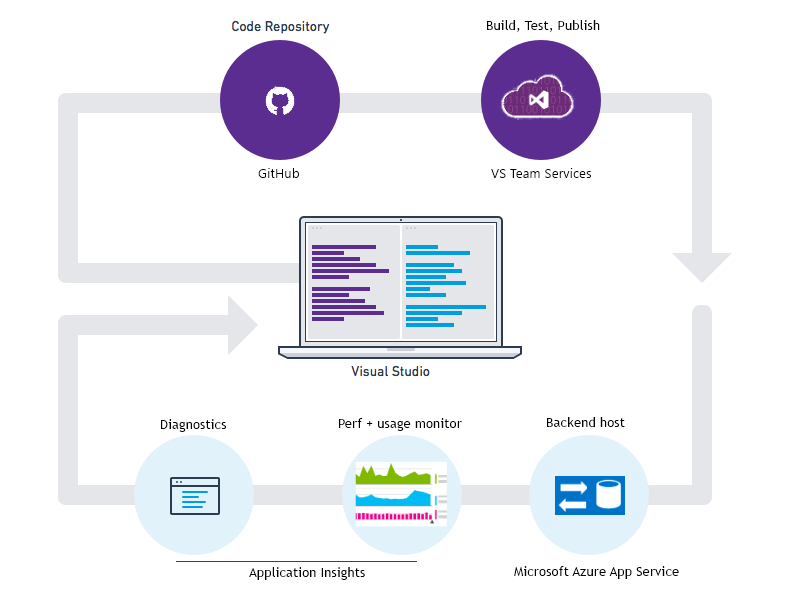 Code Repository
Build, Test, Publish
GitHub
VS Team Services
Visual Studio
Diagnostics
Perf + usage monitor
Backend host
Application Insights
Microsoft Azure App Service